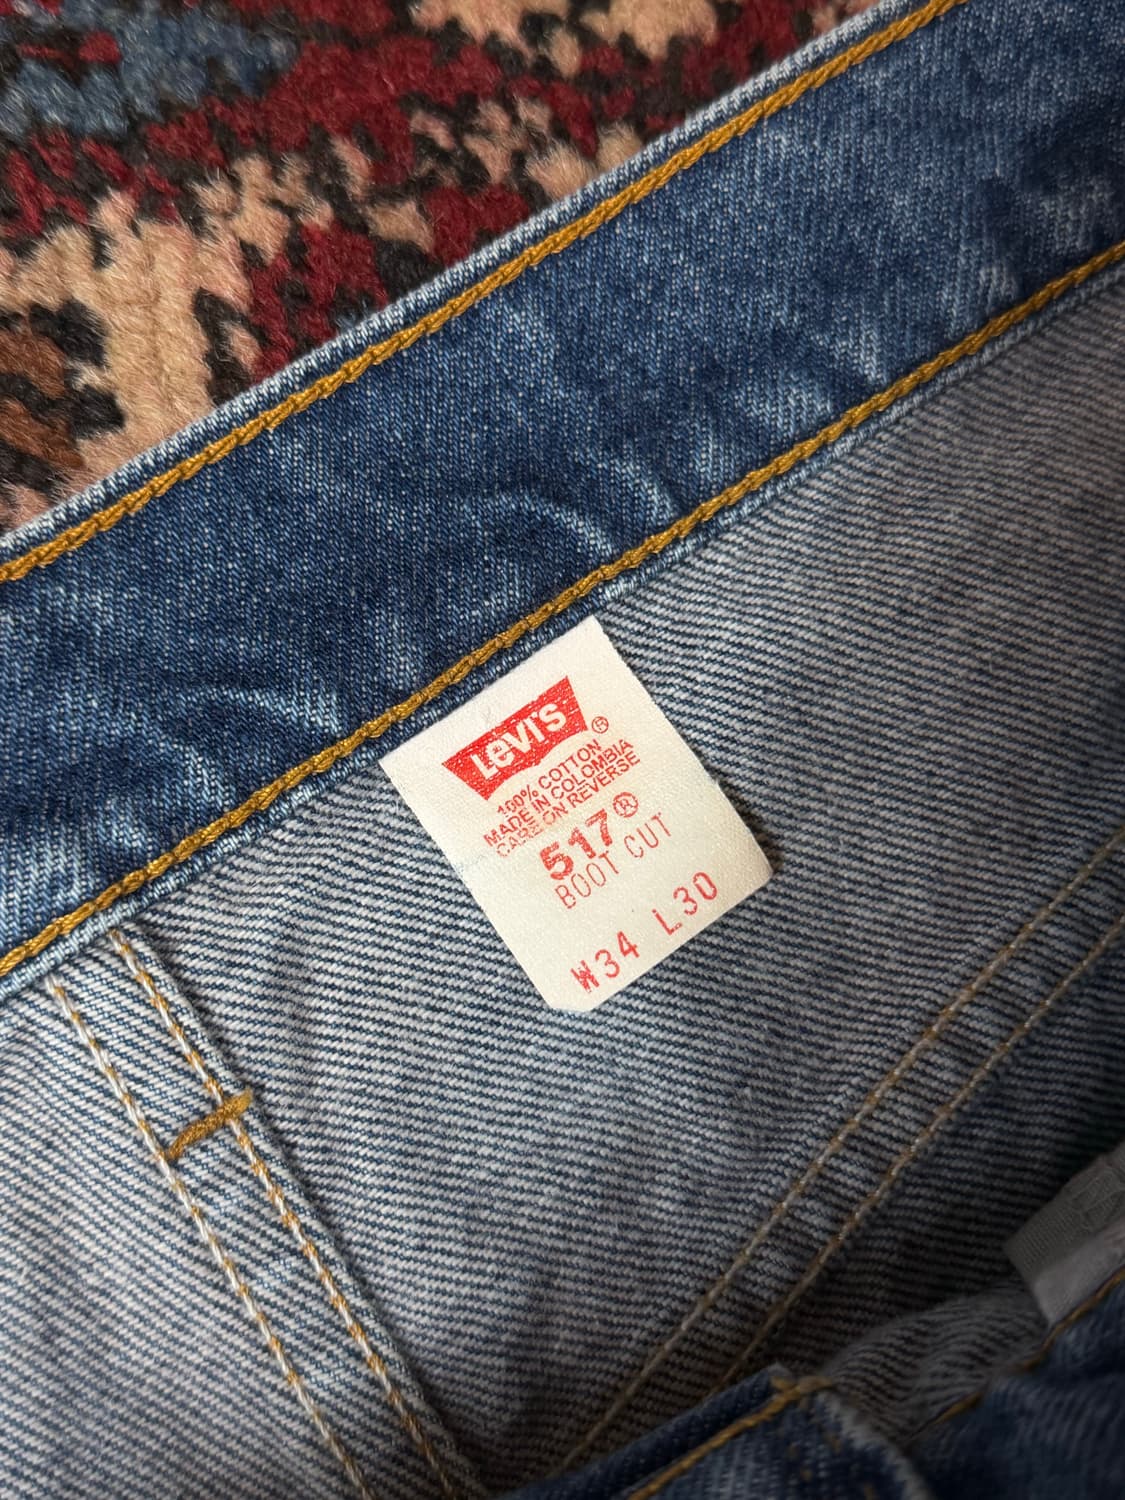 LEVI'S ®
100% COTTON
MADE IN COLOMBIA
CARE ON REVERSE
517®
BOOT CUT
W34 L30